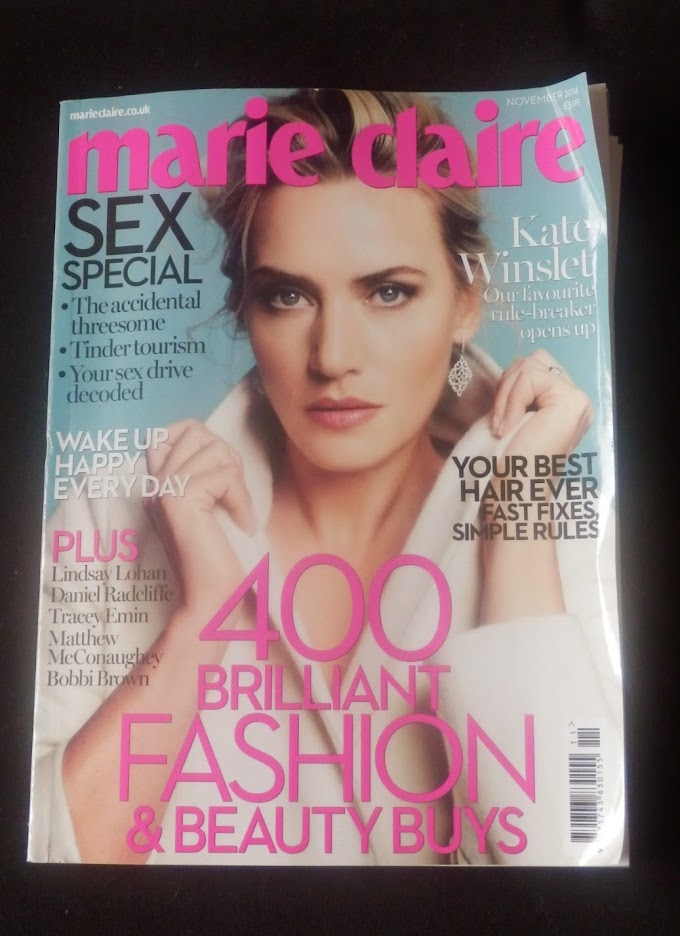 marieclaire.co.uk
NOVEMBER 2014
£3.99
marie claire
SEX
SPECIAL
• The accidental
threesome
• Tinder tourism
• Your sex drive
decoded
Kate
Winslet
Our favourite
rule-breaker
opens up
WAKE UP
HAPPY
EVERY DAY
YOUR BEST
HAIR EVER
FAST FIXES,
SIMPLE RULES
PLUS
Lindsay Lohan
Daniel Radcliffe
Tracey Emin
Matthew
McConaughey
Bobbi Brown
400
BRILLIANT
FASHION
& BEAUTY BUYS
11>